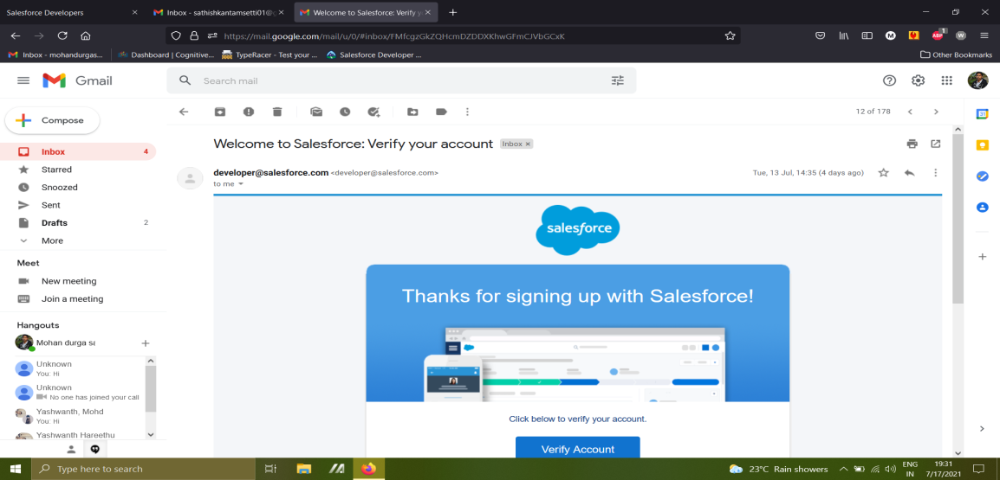 Salesforce Developers
Inbox - sathishkantamsetti01@g
Welcome to Salesforce: Verify y
https://mail.google.com/mail/u/0/#inbox/FMfcgzGkZQHcmDZDDXKhwGFmCJVbGCxK
Inbox - mohandurgas...
Dashboard | Cognitive...
TypeRacer - Test your ...
Salesforce Developer ...
Other Bookmarks
Gmail
Search mail
Compose
12 of 178
Inbox 4
Starred
Snoozed
Sent
Drafts 2
More
Meet
New meeting
Join a meeting
Hangouts
Mohan durga sa
Unknown
You: Hi
Unknown
No one has joined your call
Yashwanth, Mohd
You: Hi
Yashwanth Hareethu
Welcome to Salesforce: Verify your account Inbox x
developer@salesforce.com <developer@salesforce.com>
Tue, 13 Jul, 14:35 (4 days ago)
to me
salesforce
Thanks for signing up with Salesforce!
Click below to verify your account.
Verify Account
Type here to search
23°C Rain showers
ENG
IN
19:31
7/17/2021